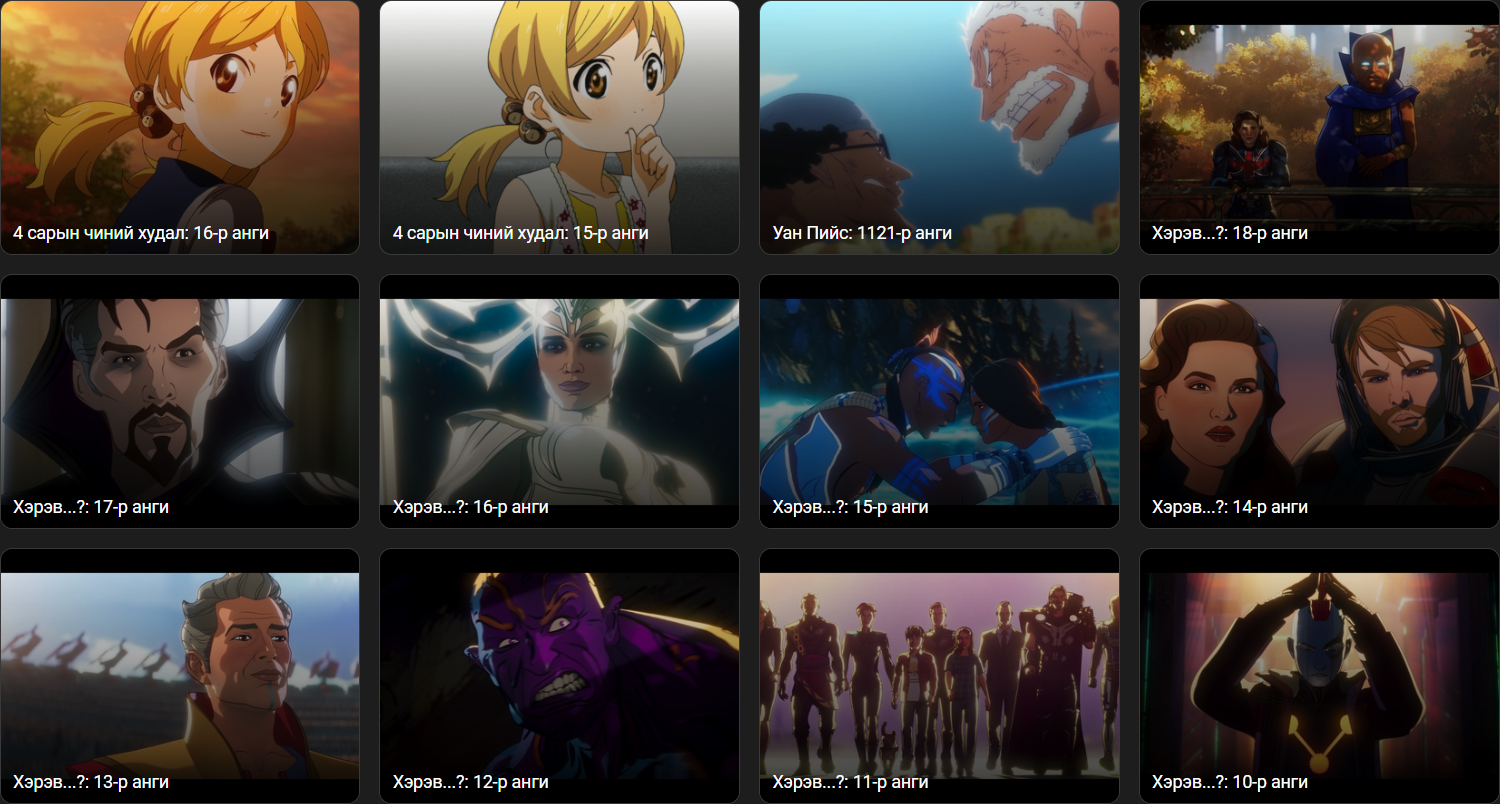 4 сарын чиний худал: 16-р анги
4 сарын чиний худал: 15-р анги
Уан Пийс: 1121-р анги
Хэрэв...?: 18-р анги
Хэрэв...?: 17-р анги
Хэрэв...?: 16-р анги
Хэрэв...?: 15-р анги
Хэрэв...?: 14-р анги
Хэрэв...?: 13-р анги
Хэрэв...?: 12-р анги
Хэрэв...?: 11-р анги
Хэрэв...?: 10-р анги